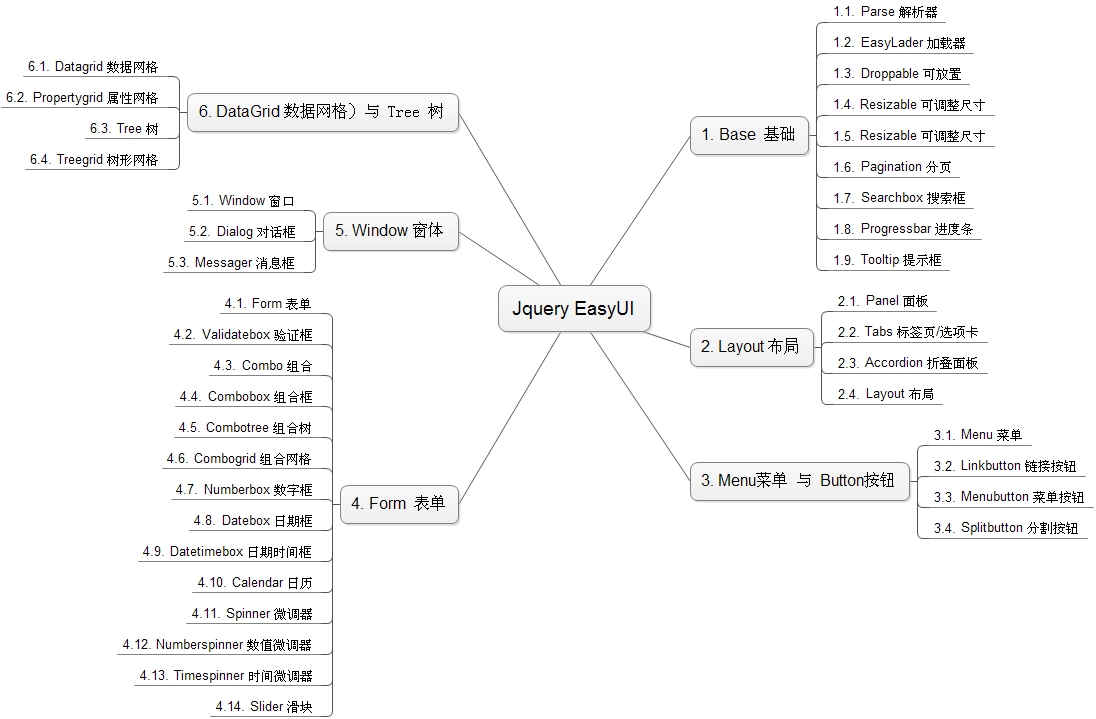 Jquery EasyUI
1. Base 基础
1.1. Parse 解析器
1.2. EasyLader 加载器
1.3. Droppable 可放置
1.4. Resizable 可调整尺寸
1.5. Resizable 可调整尺寸
1.6. Pagination 分页
1.7. Searchbox 搜索框
1.8. Progressbar 进度条
1.9. Tooltip 提示框
2. Layout 布局
2.1. Panel 面板
2.2. Tabs 标签页/选项卡
2.3. Accordion 折叠面板
2.4. Layout 布局
3. Menu菜单 与 Button按钮
3.1. Menu 菜单
3.2. Linkbutton 链接按钮
3.3. Menubutton 菜单按钮
3.4. Splitbutton 分割按钮
4. Form 表单
4.1. Form 表单
4.2. Validatebox 验证框
4.3. Combo 组合
4.4. Combobox 组合框
4.5. Combotree 组合树
4.6. Combogrid 组合网格
4.7. Numberbox 数字框
4.8. Datebox 日期框
4.9. Datetimebox 日期时间框
4.10. Calendar 日历
4.11. Spinner 微调器
4.12. Numberspinner 数值微调器
4.13. Timespinner 时间微调器
4.14. Slider 滑块
5. Window 窗体
5.1. Window 窗口
5.2. Dialog 对话框
5.3. Messager 消息框
6. DataGrid 数据网格）与 Tree 树
6.1. Datagrid 数据网格
6.2. Propertygrid 属性网格
6.3. Tree 树
6.4. Treegrid 树形网格